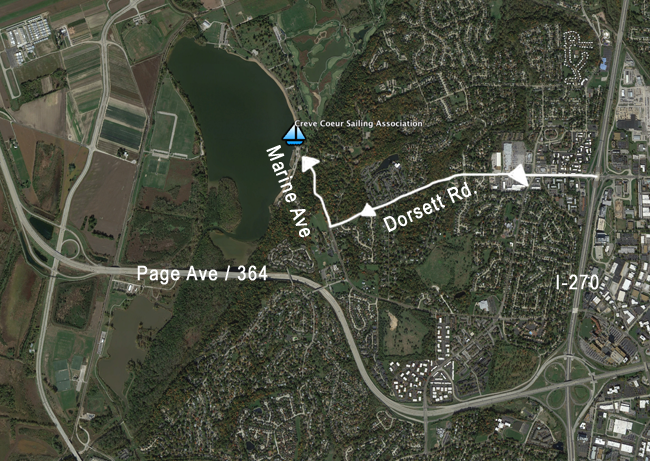 Creve Coeur Sailing Association
Marine Ave
Dorsett Rd.
Page Ave / 364
I-270